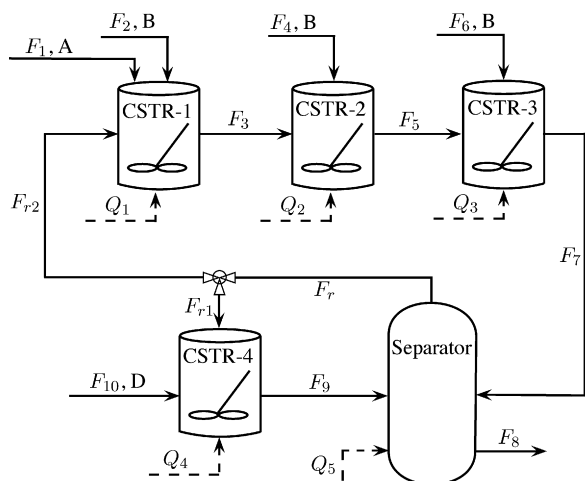 F₂, B
F₄, B
F₆, B
F₁, A
CSTR-1
CSTR-2
CSTR-3
F₃
F₅
Fᵣ₂
Q₁
Q₂
Q₃
F₇
Fᵣ
Fᵣ₁
CSTR-4
Separator
F₁₀, D
F₉
F₈
Q₄
Q₅